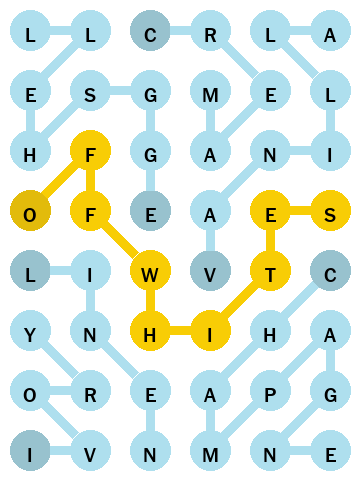 L L C R L A
E S G M E L
H F G A N I
O F E A E S
L I W V T C
Y N H I H A
O R E A P G
I V N M N E